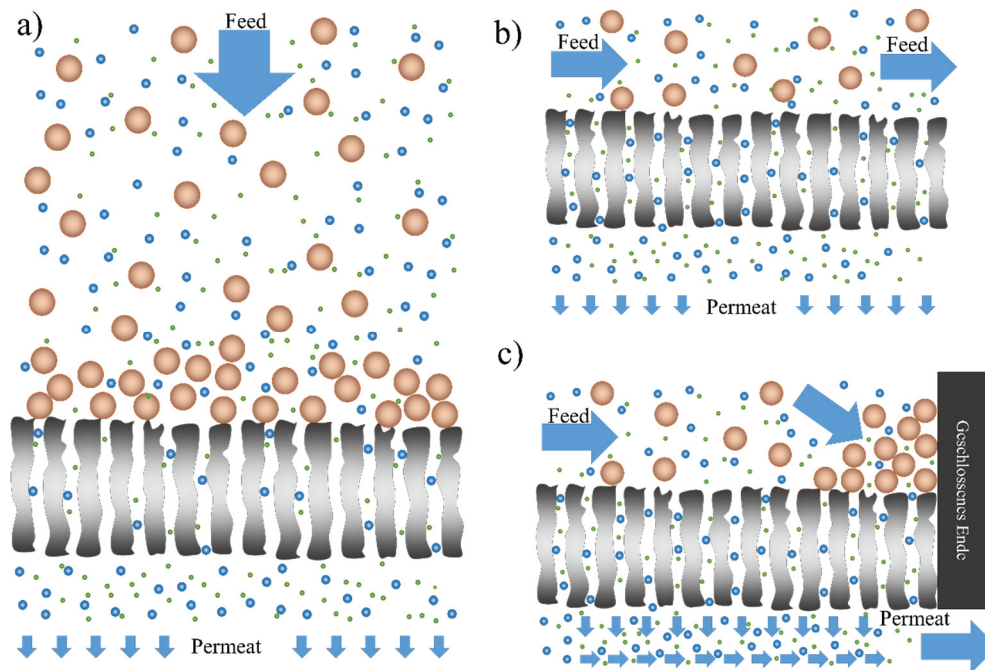 a)
Feed
Permeat
b)
Feed
Feed
Permeat
c)
Feed
Geschlossenes Ende
Permeat